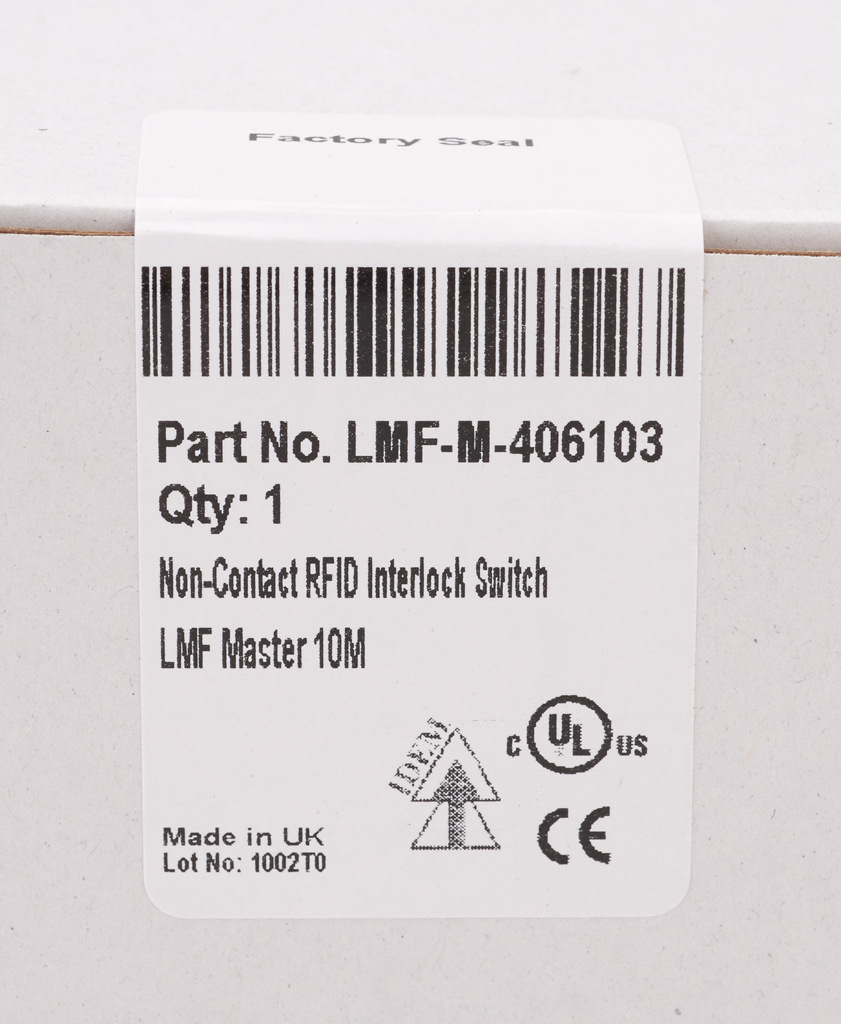 Factory Seal
Part No. LMF-M-406103
Qty: 1
Non-Contact RFID Interlock Switch
LMF Master 10M
IDEM
C UL US
CE
Made in UK
Lot No: 1002T0